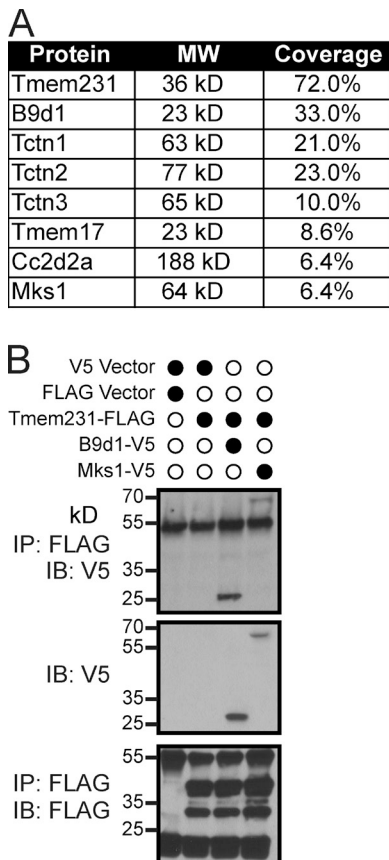 A
Protein MW Coverage
Tmem231 36 kD 72.0%
B9d1 23 kD 33.0%
Tctn1 63 kD 21.0%
Tctn2 77 kD 23.0%
Tctn3 65 kD 10.0%
Tmem17 23 kD 8.6%
Cc2d2a 188 kD 6.4%
Mks1 64 kD 6.4%
B
V5 Vector
FLAG Vector
Tmem231-FLAG
B9d1-V5
Mks1-V5
70
kD
55
IP: FLAG
IB: V5
35
25
70
55
IB: V5
35
25
55
IP: FLAG
IB: FLAG
35
25